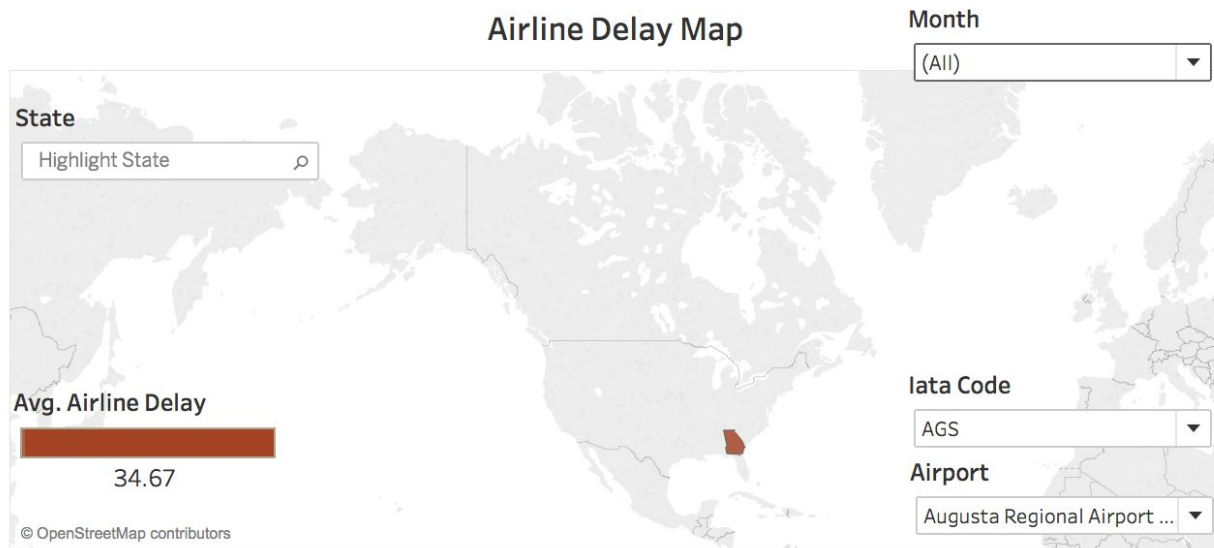 Airline Delay Map
Month
(All)
State
Highlight State
Avg. Airline Delay
34.67
Iata Code
AGS
Airport
Augusta Regional Airport ...
© OpenStreetMap contributors